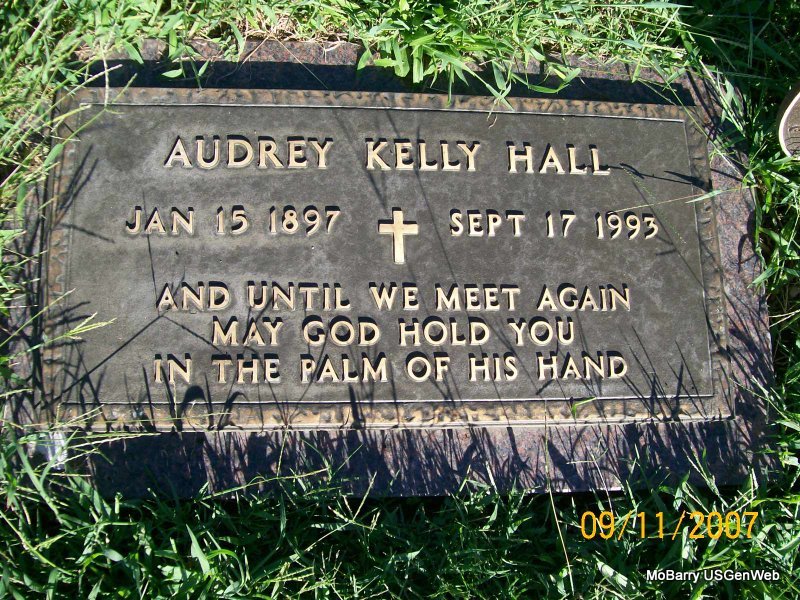 AUDREY KELLY HALL
JAN 15 1897 SEPT 17 1993
AND UNTIL WE MEET AGAIN
MAY GOD HOLD YOU
IN THE PALM OF HIS HAND
09/11/2007
MoBarry USGenWeb